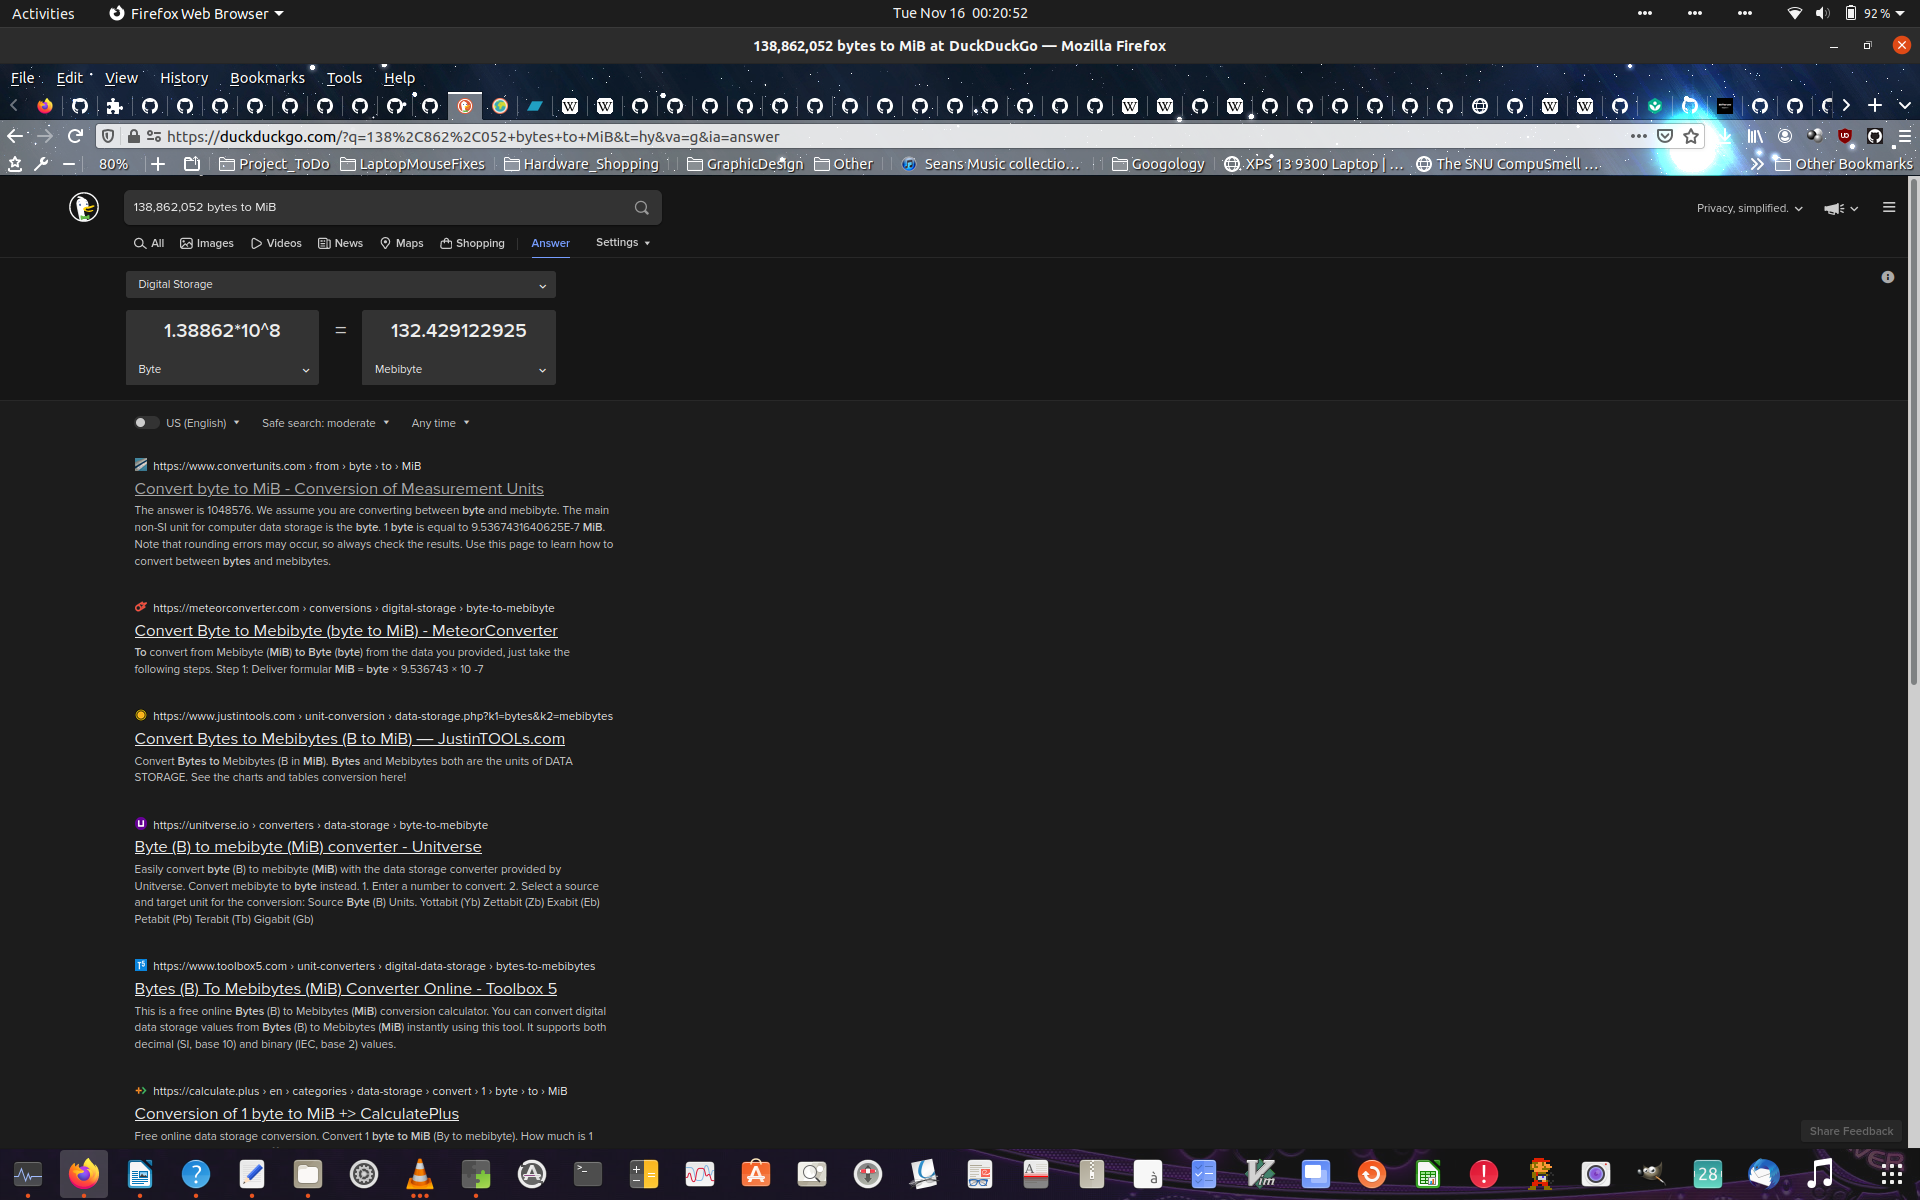 Activities
Firefox Web Browser
Tue Nov 16 00:20:52
92 %
138,862,052 bytes to MiB at DuckDuckGo — Mozilla Firefox
File Edit View History Bookmarks Tools Help
https://duckduckgo.com/?q=138%2C862%2C052+bytes+to+MiB&t=hy&va=g&ia=answer
80% Project_ToDo LaptopMouseFixes Hardware_Shopping GraphicDesign Other Seans Music collectio… Googology XPS 13 9300 Laptop | … The SNU CompuSmell … Other Bookmarks
138,862,052 bytes to MiB
Privacy, simplified.
All Images Videos News Maps Shopping Answer Settings
Digital Storage
1.38862*10^8 = 132.429122925
Byte Mebibyte
US (English) Safe search: moderate Any time
https://www.convertunits.com › from › byte › to › MiB
Convert byte to MiB - Conversion of Measurement Units
The answer is 1048576. We assume you are converting between byte and mebibyte. The main
non-SI unit for computer data storage is the byte. 1 byte is equal to 9.5367431640625E-7 MiB.
Note that rounding errors may occur, so always check the results. Use this page to learn how to
convert between bytes and mebibytes.
https://meteorconverter.com › conversions › digital-storage › byte-to-mebibyte
Convert Byte to Mebibyte (byte to MiB) - MeteorConverter
To convert from Mebibyte (MiB) to Byte (byte) from the data you provided, just take the
following steps. Step 1: Deliver formular MiB = byte × 9.536743 × 10 -7
https://www.justintools.com › unit-conversion › data-storage.php?k1=bytes&k2=mebibytes
Convert Bytes to Mebibytes (B to MiB) — JustinTOOLs.com
Convert Bytes to Mebibytes (B in MiB). Bytes and Mebibytes both are the units of DATA
STORAGE. See the charts and tables conversion here!
https://unitverse.io › converters › data-storage › byte-to-mebibyte
Byte (B) to mebibyte (MiB) converter - Unitverse
Easily convert byte (B) to mebibyte (MiB) with the data storage converter provided by
Unitverse. Convert mebibyte to byte instead. 1. Enter a number to convert: 2. Select a source
and target unit for the conversion: Source Byte (B) Units. Yottabit (Yb) Zettabit (Zb) Exabit (Eb)
Petabit (Pb) Terabit (Tb) Gigabit (Gb)
https://www.toolbox5.com › unit-converters › digital-data-storage › bytes-to-mebibytes
Bytes (B) To Mebibytes (MiB) Converter Online - Toolbox 5
This is a free online Bytes (B) to Mebibytes (MiB) conversion calculator. You can convert digital
data storage values from Bytes (B) to Mebibytes (MiB) instantly using this tool. It supports both
decimal (SI, base 10) and binary (IEC, base 2) values.
https://calculate.plus › en › categories › data-storage › convert › 1 › byte › to › MiB
Conversion of 1 byte to MiB +> CalculatePlus
Free online data storage conversion. Convert 1 byte to MiB (By to mebibyte). How much is 1
Share Feedback
28